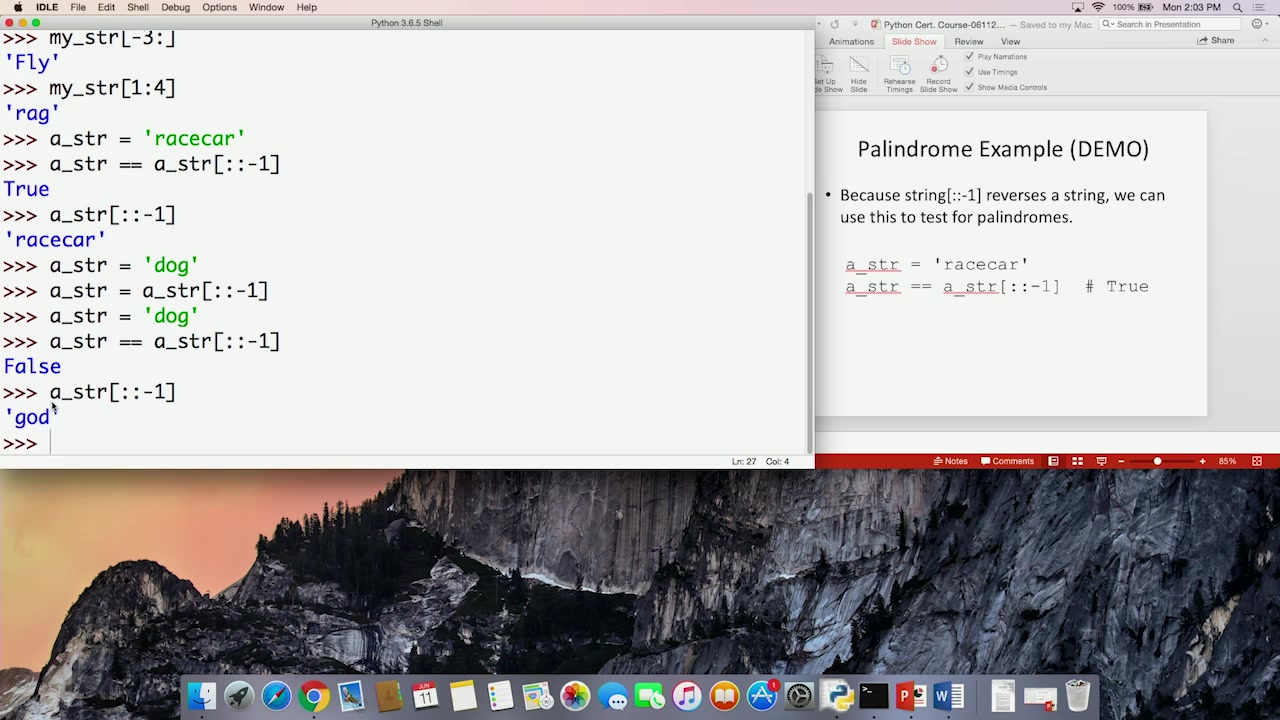 IDLE File Edit Shell Debug Options Window Help 100% Mon 2:03 PM
Python 3.6.5 Shell
>>> my_str[-3:]
'Fly'
>>> my_str[1:4]
'rag'
>>> a_str = 'racecar'
>>> a_str == a_str[::-1]
True
>>> a_str[::-1]
'racecar'
>>> a_str = 'dog'
>>> a_str = a_str[::-1]
>>> a_str = 'dog'
>>> a_str == a_str[::-1]
False
>>> a_str[::-1]
'god'
>>>
Ln: 27 Col: 4
Python Cert. Course-06112... — Saved to my Mac
Search in Presentation
Animations Slide Show Review View
Share
Set Up Slide Show
Hide Slide
Rehearse Timings
Record Slide Show
Play Narrations
Use Timings
Show Media Controls
Palindrome Example (DEMO)
• Because string[::-1] reverses a string, we can
use this to test for palindromes.
a_str = 'racecar'
a_str == a_str[::-1] # True
Notes Comments 85%
JUN
11
1